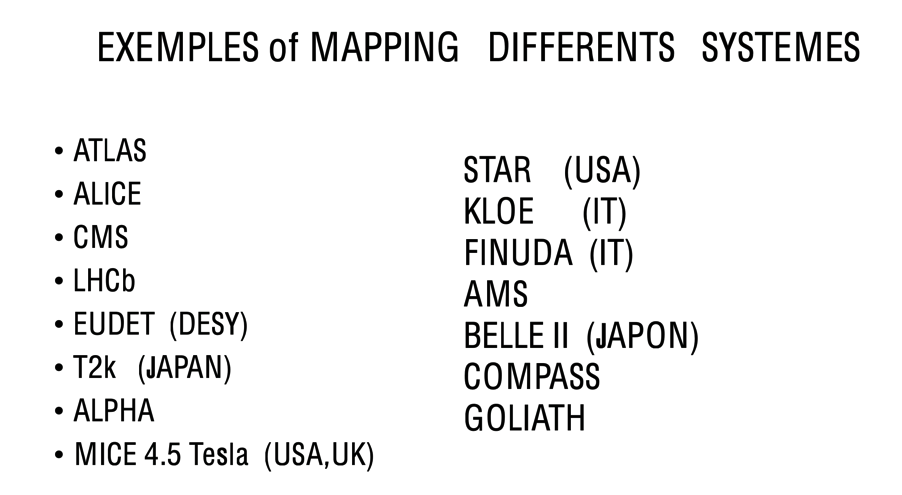 EXEMPLES of MAPPING DIFFERENTS SYSTEMES
• ATLAS
• ALICE
• CMS
• LHCb
• EUDET (DESY)
• T2k (JAPAN)
• ALPHA
• MICE 4.5 Tesla (USA,UK)
STAR (USA)
KLOE (IT)
FINUDA (IT)
AMS
BELLE II (JAPON)
COMPASS
GOLIATH